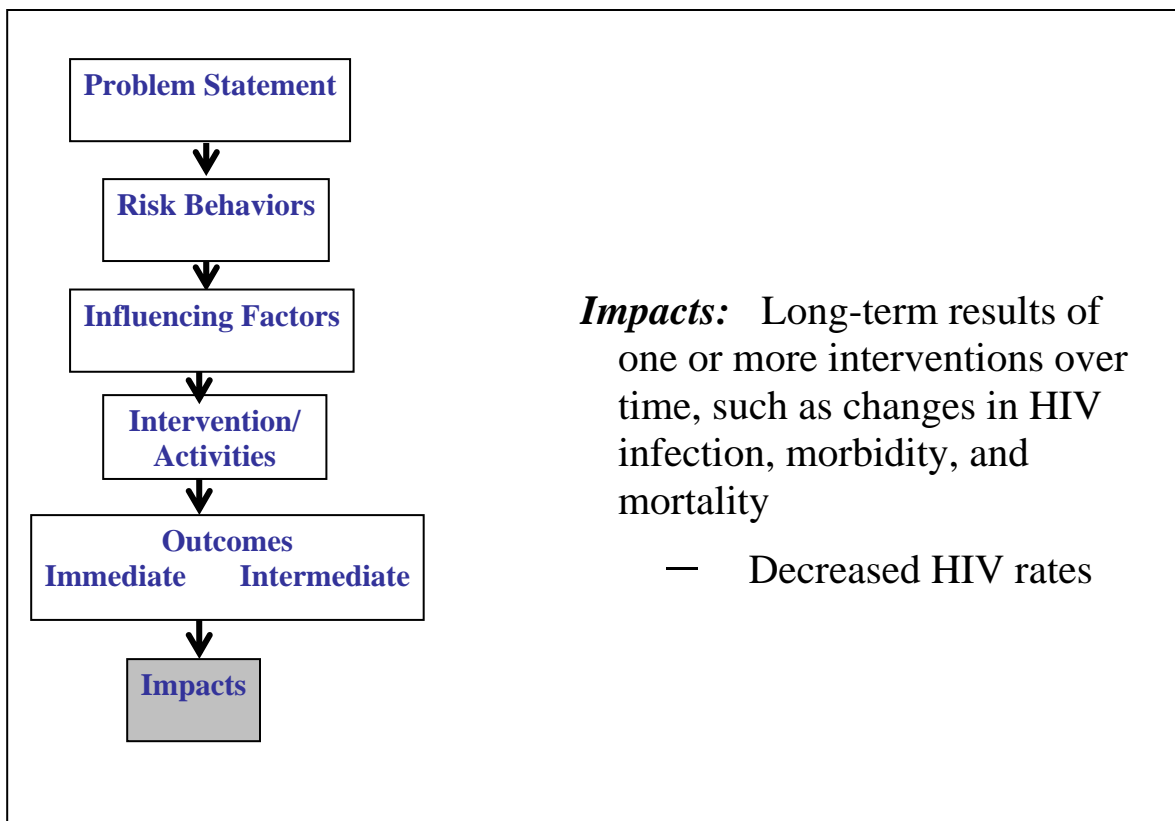 Problem Statement
Risk Behaviors
Influencing Factors
Intervention/
Activities
Outcomes
Immediate Intermediate
Impacts
Impacts: Long-term results of
one or more interventions over
time, such as changes in HIV
infection, morbidity, and
mortality
— Decreased HIV rates